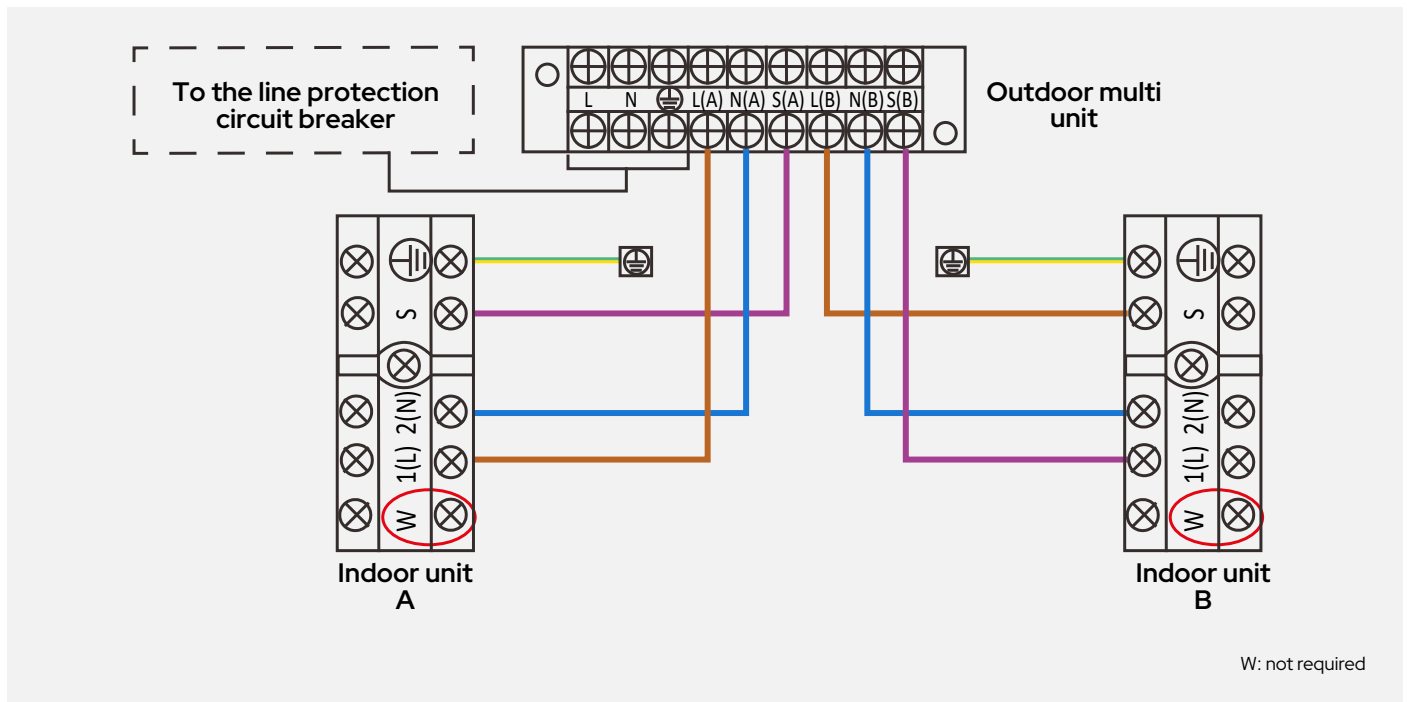 To the line protection
circuit breaker
L N L(A) N(A) S(A) L(B) N(B) S(B)
Outdoor multi
unit
S
2(N)
1(L)
W
Indoor unit
A
S
2(N)
1(L)
W
Indoor unit
B
W: not required